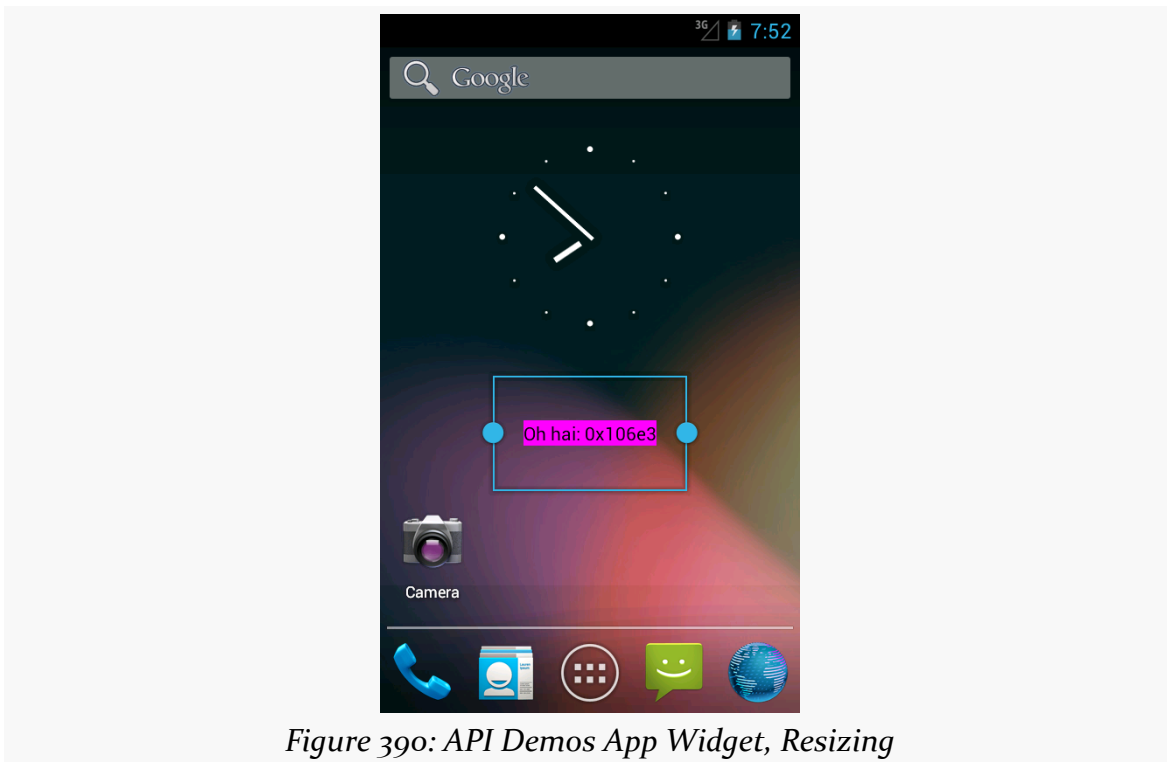 3G 7:52
Google
Oh hai: 0x106e3
Camera
Figure 390: API Demos App Widget, Resizing